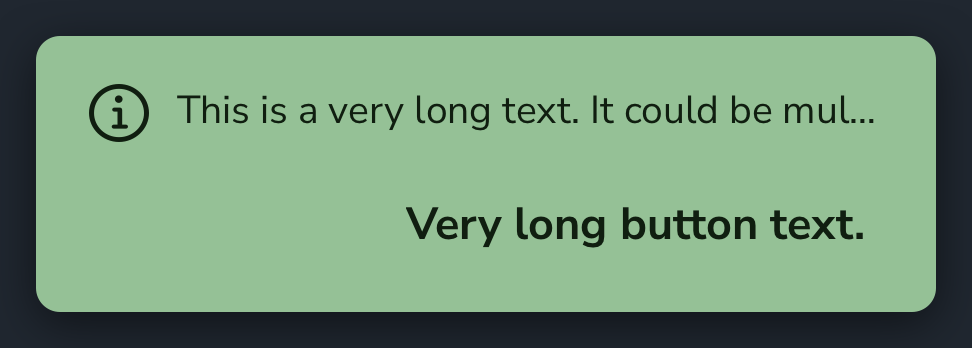 This is a very long text. It could be mul...
Very long button text.